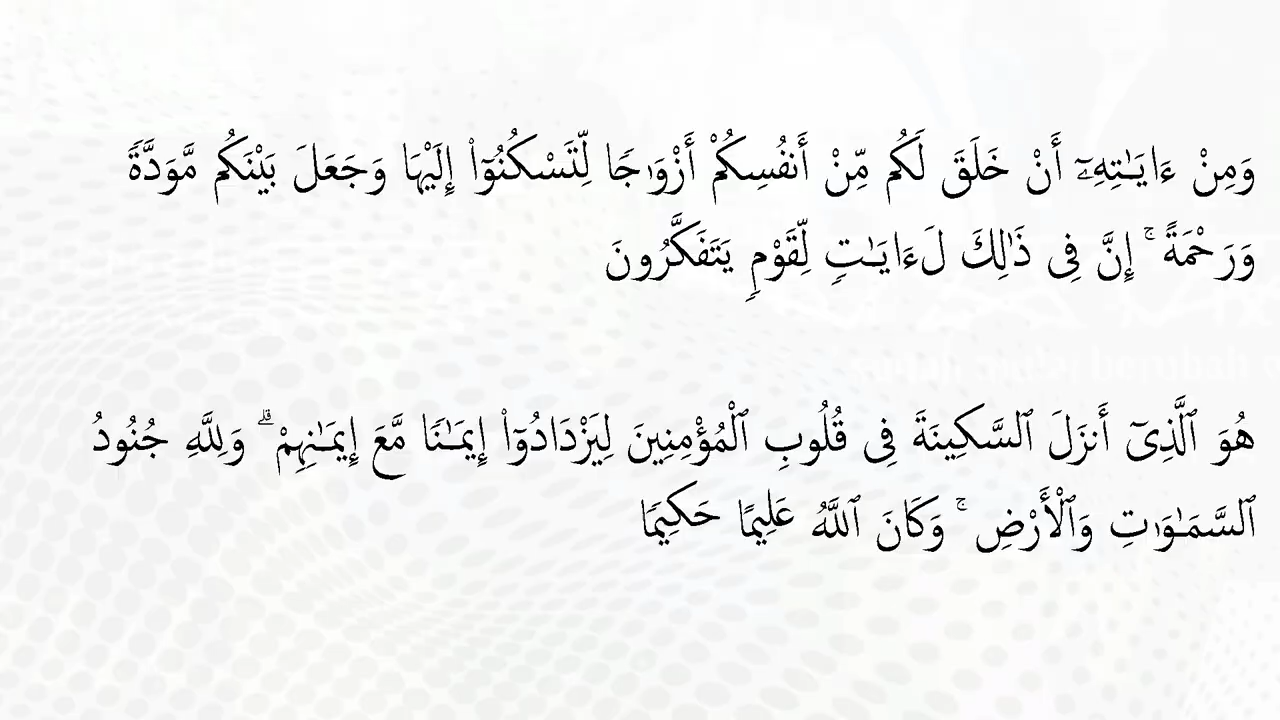 وَمِنْ ءَايَـٰتِهِۦٓ أَنْ خَلَقَ لَكُم مِّنْ أَنفُسِكُمْ أَزْوَٰجًا لِّتَسْكُنُوٓا۟ إِلَيْهَا وَجَعَلَ بَيْنَكُم مَّوَدَّةً
وَرَحْمَةً ۚ إِنَّ فِى ذَٰلِكَ لَـَٔايَـٰتٍ لِّقَوْمٍ يَتَفَكَّرُونَ
هُوَ ٱلَّذِىٓ أَنزَلَ ٱلسَّكِينَةَ فِى قُلُوبِ ٱلْمُؤْمِنِينَ لِيَزْدَادُوٓا۟ إِيمَـٰنًا مَّعَ إِيمَـٰنِهِمْ ۗ وَلِلَّهِ جُنُودُ
ٱلسَّمَـٰوَٰتِ وَٱلْأَرْضِ ۚ وَكَانَ ٱللَّهُ عَلِيمًا حَكِيمًا